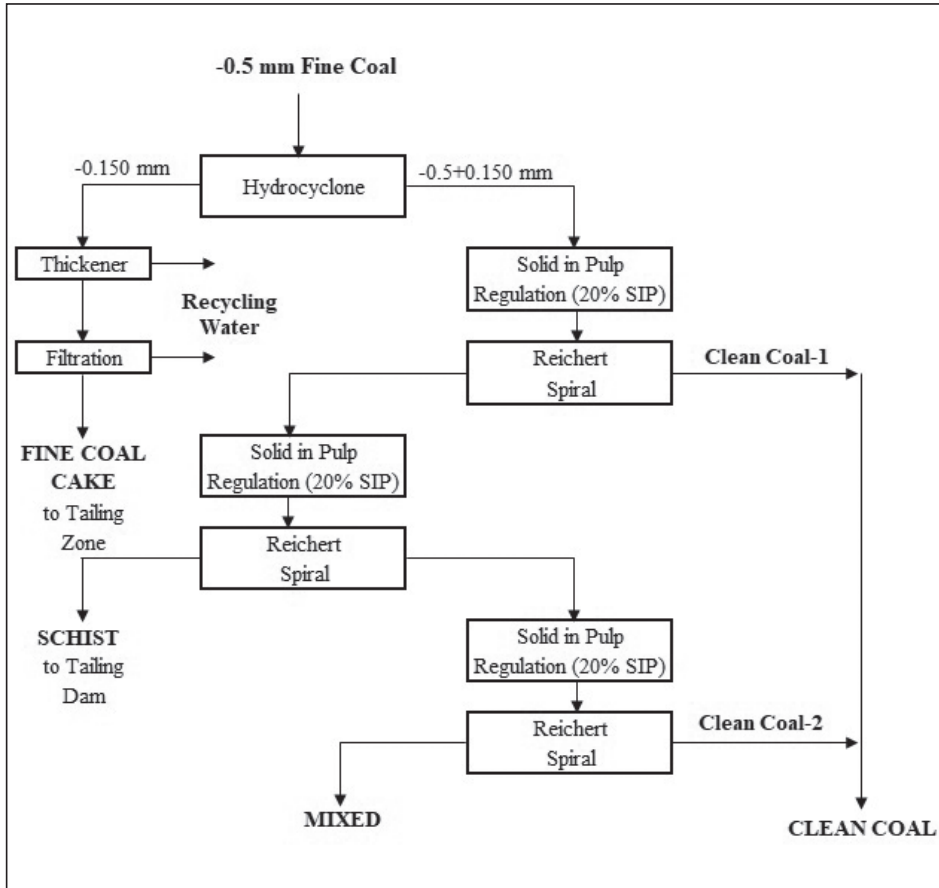 -0.5 mm Fine Coal
-0.150 mm
Hydrocyclone
-0.5+0.150 mm
Thickener
Solid in Pulp
Regulation (20% SIP)
Recycling
Water
Filtration
Reichert
Spiral
Clean Coal-1
FINE COAL
CAKE
to Tailing
Zone
Solid in Pulp
Regulation (20% SIP)
Reichert
Spiral
SCHIST
to Tailing
Dam
Solid in Pulp
Regulation (20% SIP)
Reichert
Spiral
Clean Coal-2
MIXED
CLEAN COAL